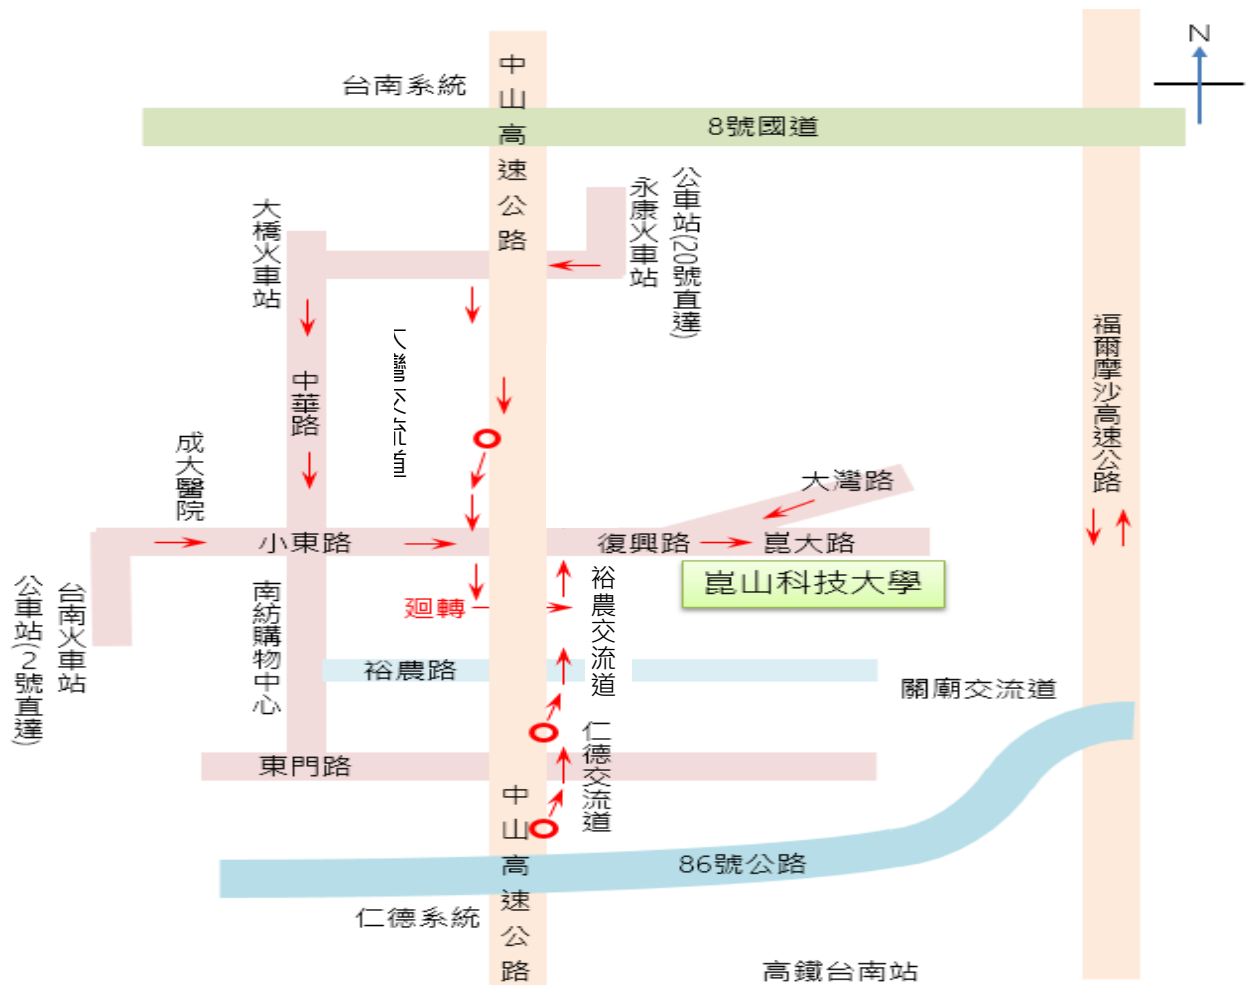 N
台南系統
中山高速公路
8號國道
大橋火車站
永康火車站
公車站(20號直達)
福爾摩沙高速公路
中華路
灣交流道
成大醫院
大灣路
小東路
復興路
崑大路
崑山科技大學
公車站(2號直達)
台南火車站
南紡購物中心
迴轉
裕農交流道
裕農路
關廟交流道
仁德交流道
東門路
中山高速公路
86號公路
仁德系統
高鐵台南站